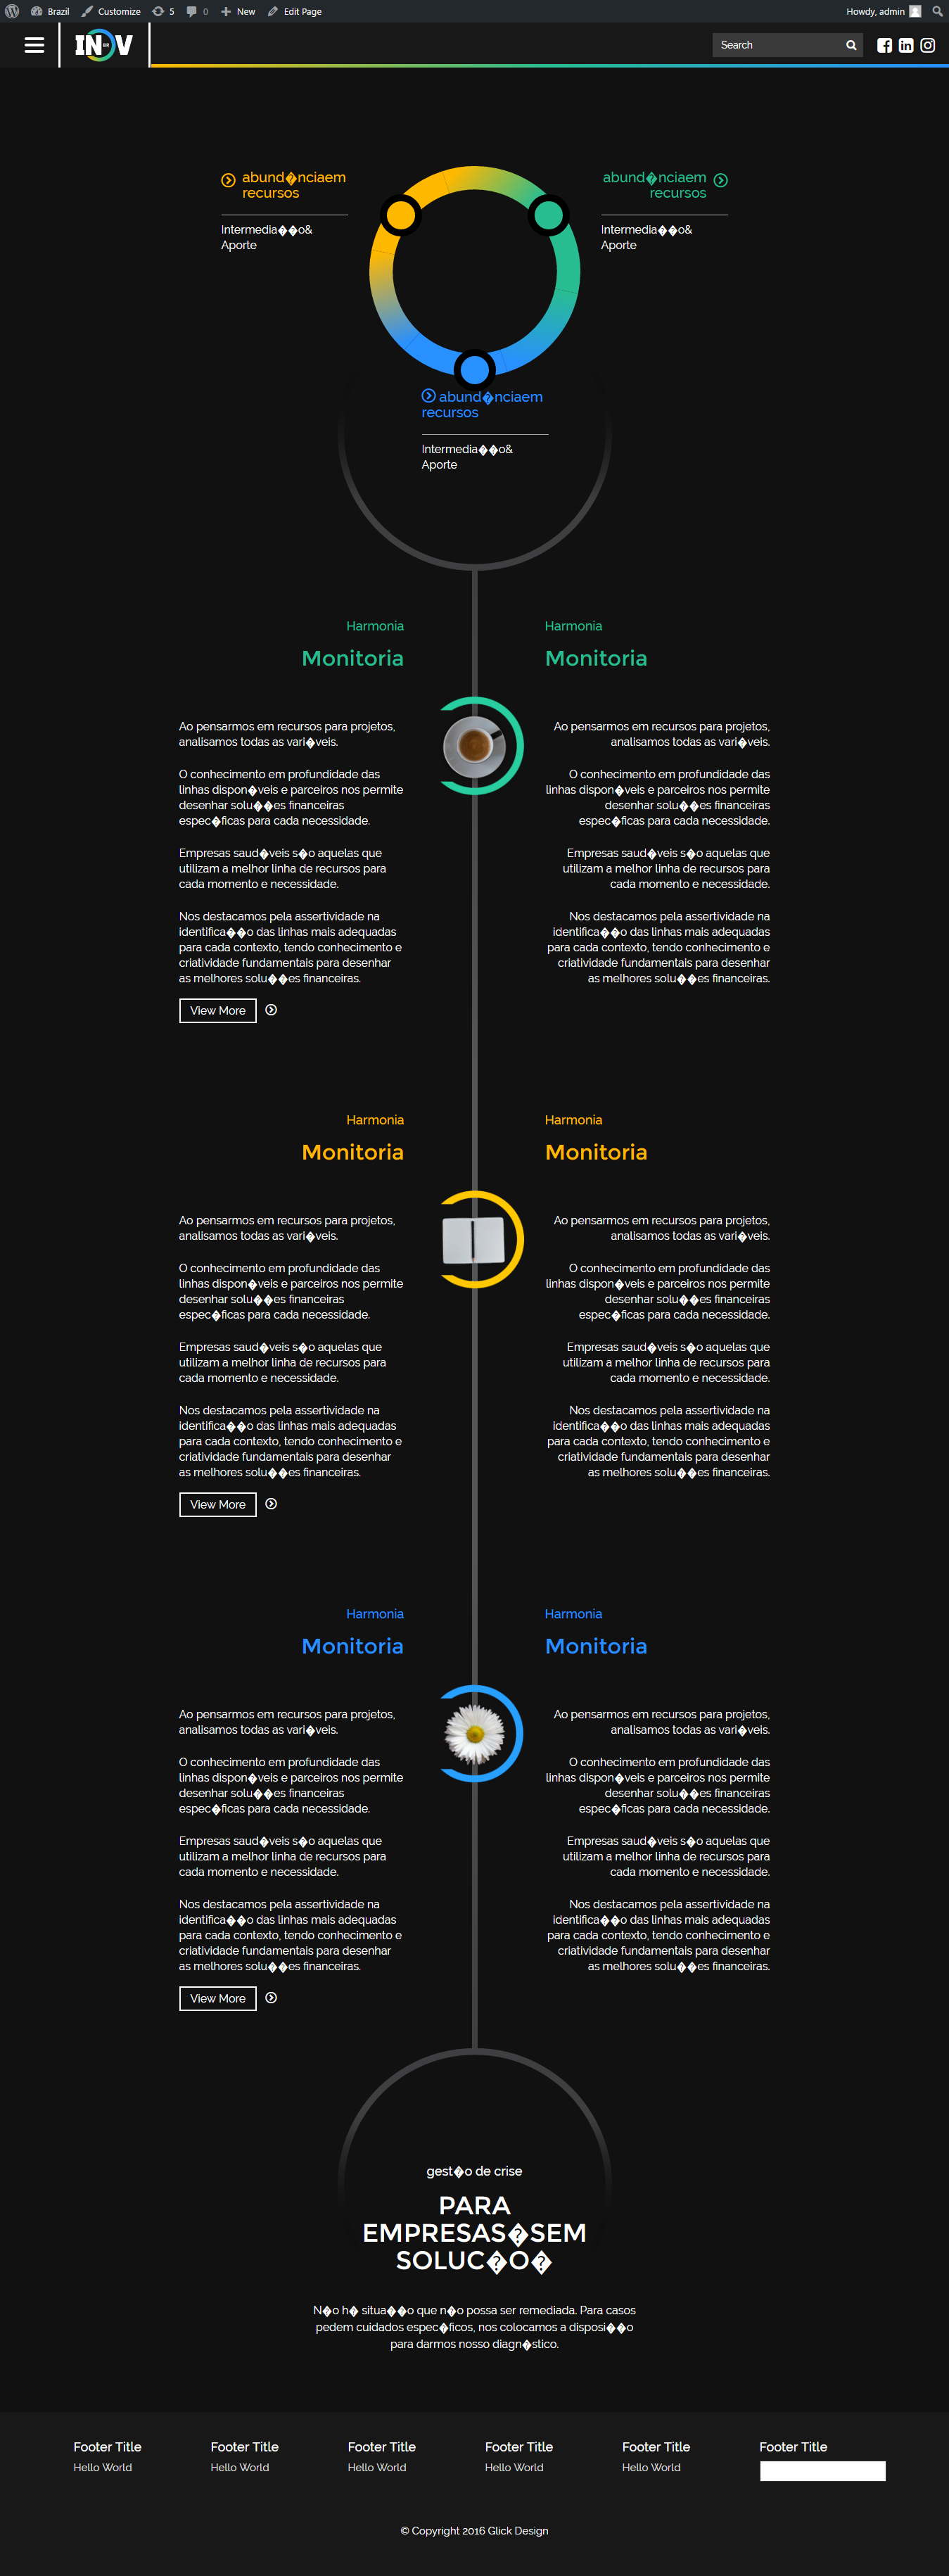 Brazil Customize 5 0 New Edit Page Howdy, admin
INOV
BR
Search
abund�nciaem
recursos
Intermedia��o&
Aporte
abund�nciaem
recursos
Intermedia��o&
Aporte
abund�nciaem
recursos
Intermedia��o&
Aporte
Harmonia
Monitoria
Ao pensarmos em recursos para projetos,
analisamos todas as vari�veis.
O conhecimento em profundidade das
linhas dispon�veis e parceiros nos permite
desenhar solu��es financeiras
espec�ficas para cada necessidade.
Empresas saud�veis s�o aquelas que
utilizam a melhor linha de recursos para
cada momento e necessidade.
Nos destacamos pela assertividade na
identifica��o das linhas mais adequadas
para cada contexto, tendo conhecimento e
criatividade fundamentais para desenhar
as melhores solu��es financeiras.
View More
Harmonia
Monitoria
Ao pensarmos em recursos para projetos,
analisamos todas as vari�veis.
O conhecimento em profundidade das
linhas dispon�veis e parceiros nos permite
desenhar solu��es financeiras
espec�ficas para cada necessidade.
Empresas saud�veis s�o aquelas que
utilizam a melhor linha de recursos para
cada momento e necessidade.
Nos destacamos pela assertividade na
identifica��o das linhas mais adequadas
para cada contexto, tendo conhecimento e
criatividade fundamentais para desenhar
as melhores solu��es financeiras.
Harmonia
Monitoria
Ao pensarmos em recursos para projetos,
analisamos todas as vari�veis.
O conhecimento em profundidade das
linhas dispon�veis e parceiros nos permite
desenhar solu��es financeiras
espec�ficas para cada necessidade.
Empresas saud�veis s�o aquelas que
utilizam a melhor linha de recursos para
cada momento e necessidade.
Nos destacamos pela assertividade na
identifica��o das linhas mais adequadas
para cada contexto, tendo conhecimento e
criatividade fundamentais para desenhar
as melhores solu��es financeiras.
View More
Harmonia
Monitoria
Ao pensarmos em recursos para projetos,
analisamos todas as vari�veis.
O conhecimento em profundidade das
linhas dispon�veis e parceiros nos permite
desenhar solu��es financeiras
espec�ficas para cada necessidade.
Empresas saud�veis s�o aquelas que
utilizam a melhor linha de recursos para
cada momento e necessidade.
Nos destacamos pela assertividade na
identifica��o das linhas mais adequadas
para cada contexto, tendo conhecimento e
criatividade fundamentais para desenhar
as melhores solu��es financeiras.
Harmonia
Monitoria
Ao pensarmos em recursos para projetos,
analisamos todas as vari�veis.
O conhecimento em profundidade das
linhas dispon�veis e parceiros nos permite
desenhar solu��es financeiras
espec�ficas para cada necessidade.
Empresas saud�veis s�o aquelas que
utilizam a melhor linha de recursos para
cada momento e necessidade.
Nos destacamos pela assertividade na
identifica��o das linhas mais adequadas
para cada contexto, tendo conhecimento e
criatividade fundamentais para desenhar
as melhores solu��es financeiras.
View More
Harmonia
Monitoria
Ao pensarmos em recursos para projetos,
analisamos todas as vari�veis.
O conhecimento em profundidade das
linhas dispon�veis e parceiros nos permite
desenhar solu��es financeiras
espec�ficas para cada necessidade.
Empresas saud�veis s�o aquelas que
utilizam a melhor linha de recursos para
cada momento e necessidade.
Nos destacamos pela assertividade na
identifica��o das linhas mais adequadas
para cada contexto, tendo conhecimento e
criatividade fundamentais para desenhar
as melhores solu��es financeiras.
gest�o de crise
PARA
EMPRESAS�SEM
SOLUC�O�
N�o h� situa��o que n�o possa ser remediada. Para casos
pedem cuidados espec�ficos, nos colocamos a disposi��o
para darmos nosso diagn�stico.
Footer Title Footer Title Footer Title Footer Title Footer Title Footer Title
Hello World Hello World Hello World Hello World Hello World
© Copyright 2016 Glick Design